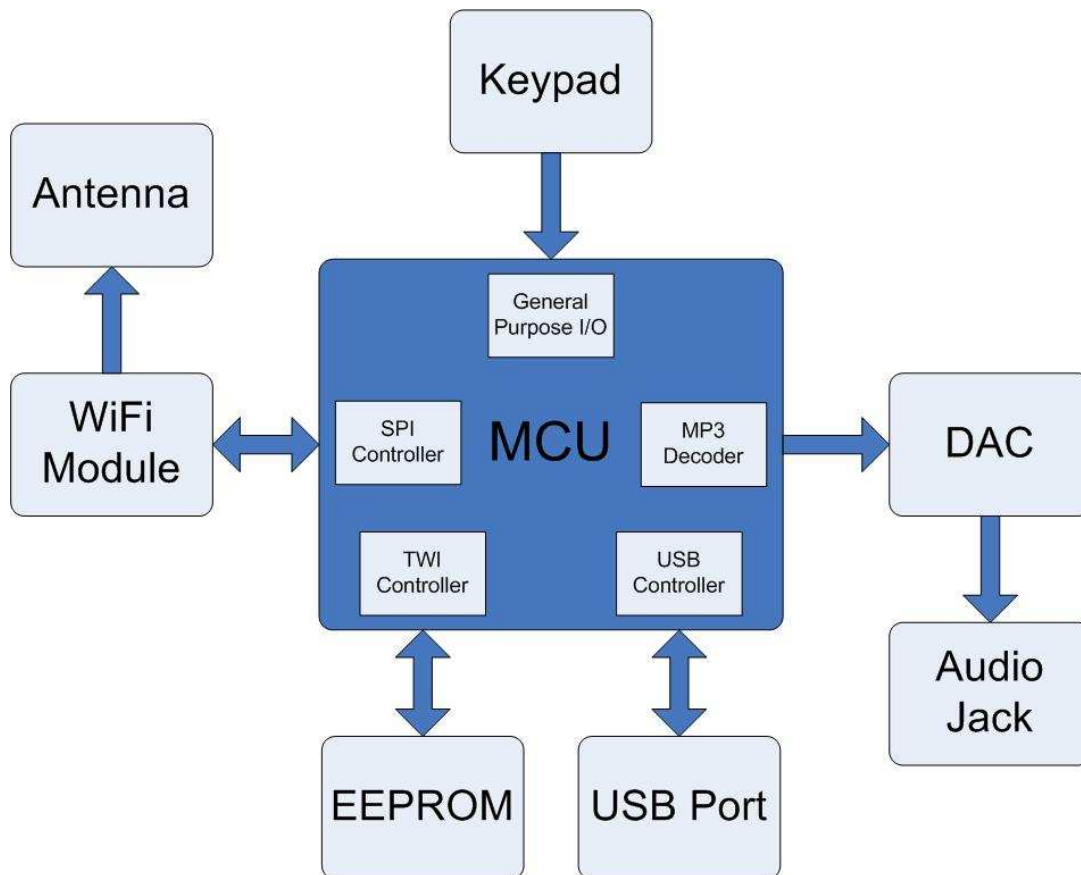 Keypad
Antenna
General
Purpose I/O
WiFi
Module
SPI
Controller
MCU
MP3
Decoder
DAC
TWI
Controller
USB
Controller
Audio
Jack
EEPROM
USB Port